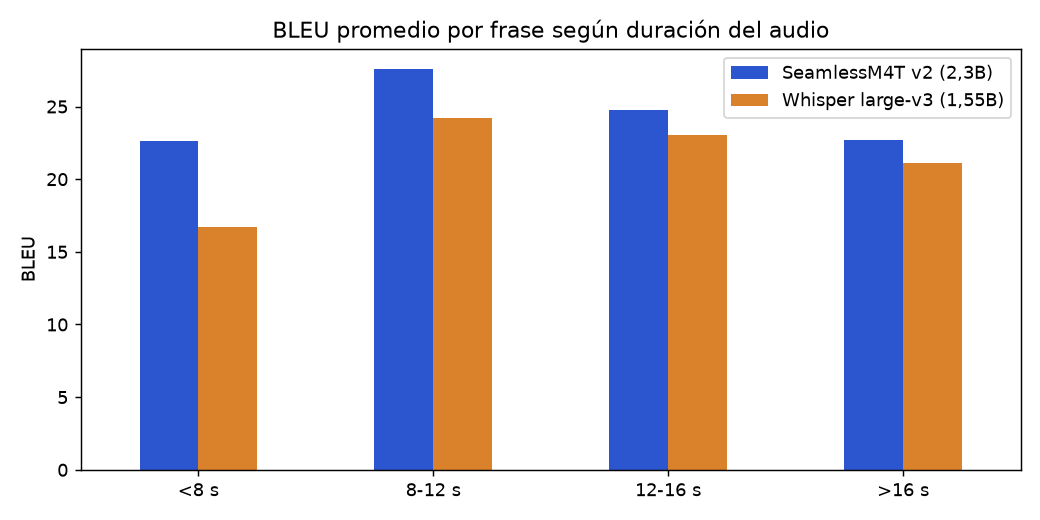 BLEU promedio por frase según duración del audio
SeamlessM4T v2 (2,3B)
Whisper large-v3 (1,55B)
BLEU
25
20
15
10
5
0
<8 s
8-12 s
12-16 s
>16 s